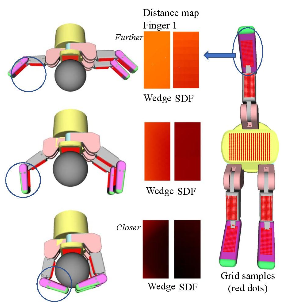 Distance map
Finger 1
Further
Wedge SDF
Wedge SDF
Closer
Wedge SDF
Grid samples
(red dots)